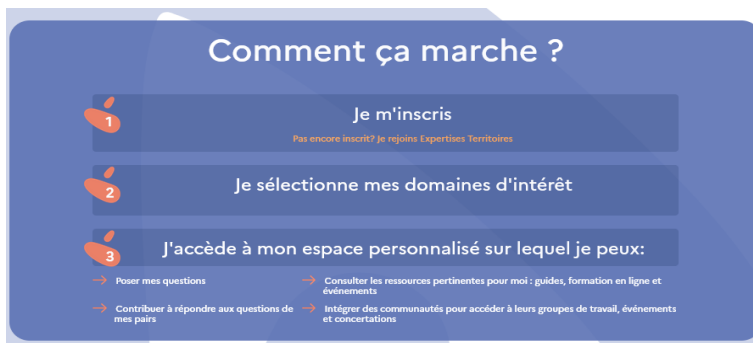 Comment ça marche ?
1
Je m'inscris
Pas encore inscrit? Je rejoins Expertises Territoires
2
Je sélectionne mes domaines d'intérêt
3
J'accède à mon espace personnalisé sur lequel je peux:
→ Poser mes questions
→ Consulter les ressources pertinentes pour moi : guides, formation en ligne et
événements
→ Contribuer à répondre aux questions de
mes pairs
→ Intégrer des communautés pour accéder à leurs groupes de travail, événements
et concertations